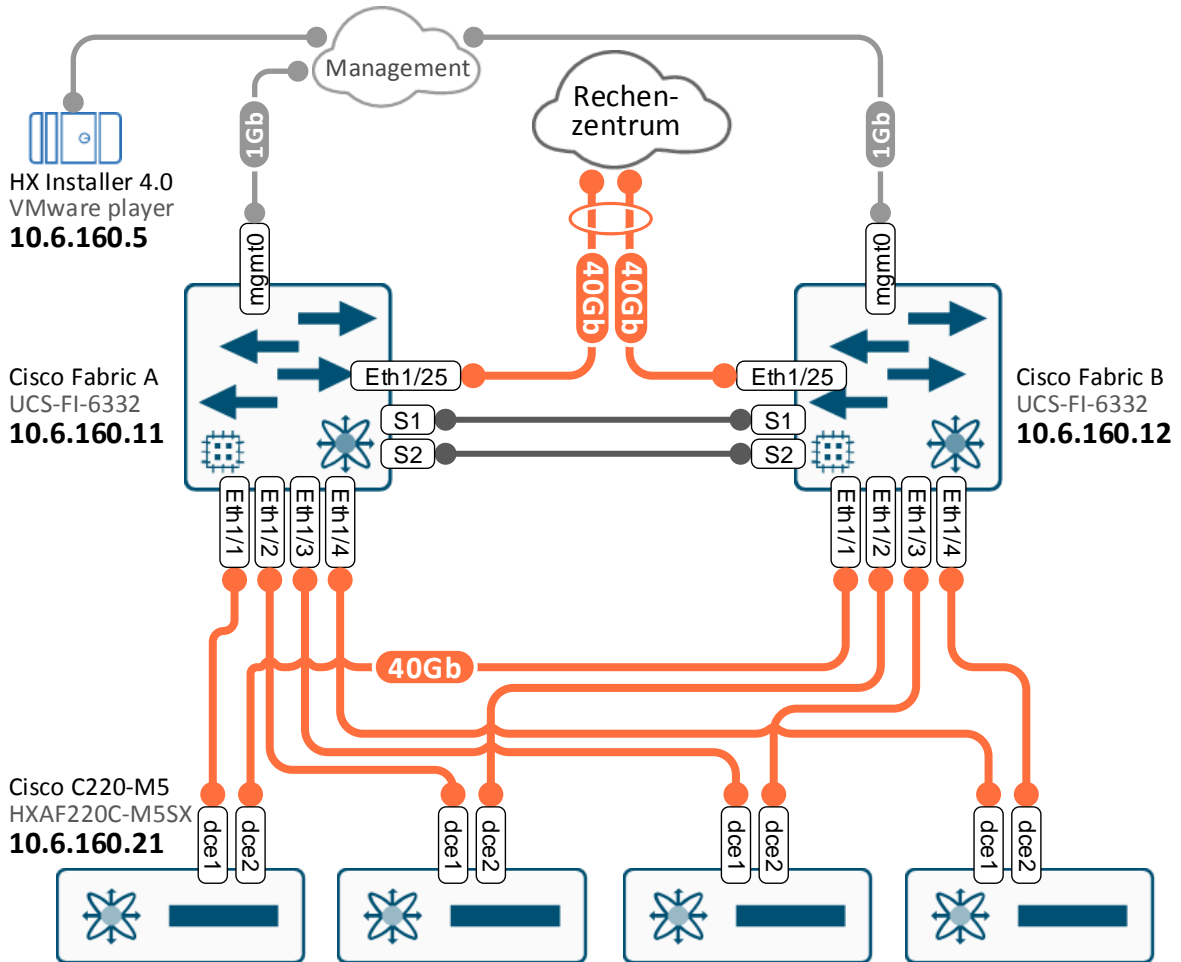 Management
Rechen-
zentrum
1Gb
1Gb
HX Installer 4.0
VMware player
10.6.160.5
mgmt0
mgmt0
40Gb
40Gb
Cisco Fabric A
UCS-FI-6332
10.6.160.11
Eth1/25
Eth1/25
S1
S1
S2
S2
Cisco Fabric B
UCS-FI-6332
10.6.160.12
Eth1/1
Eth1/2
Eth1/3
Eth1/4
Eth1/1
Eth1/2
Eth1/3
Eth1/4
40Gb
Cisco C220-M5
HXAF220C-M5SX
10.6.160.21
dce1
dce2
dce1
dce2
dce1
dce2
dce1
dce2